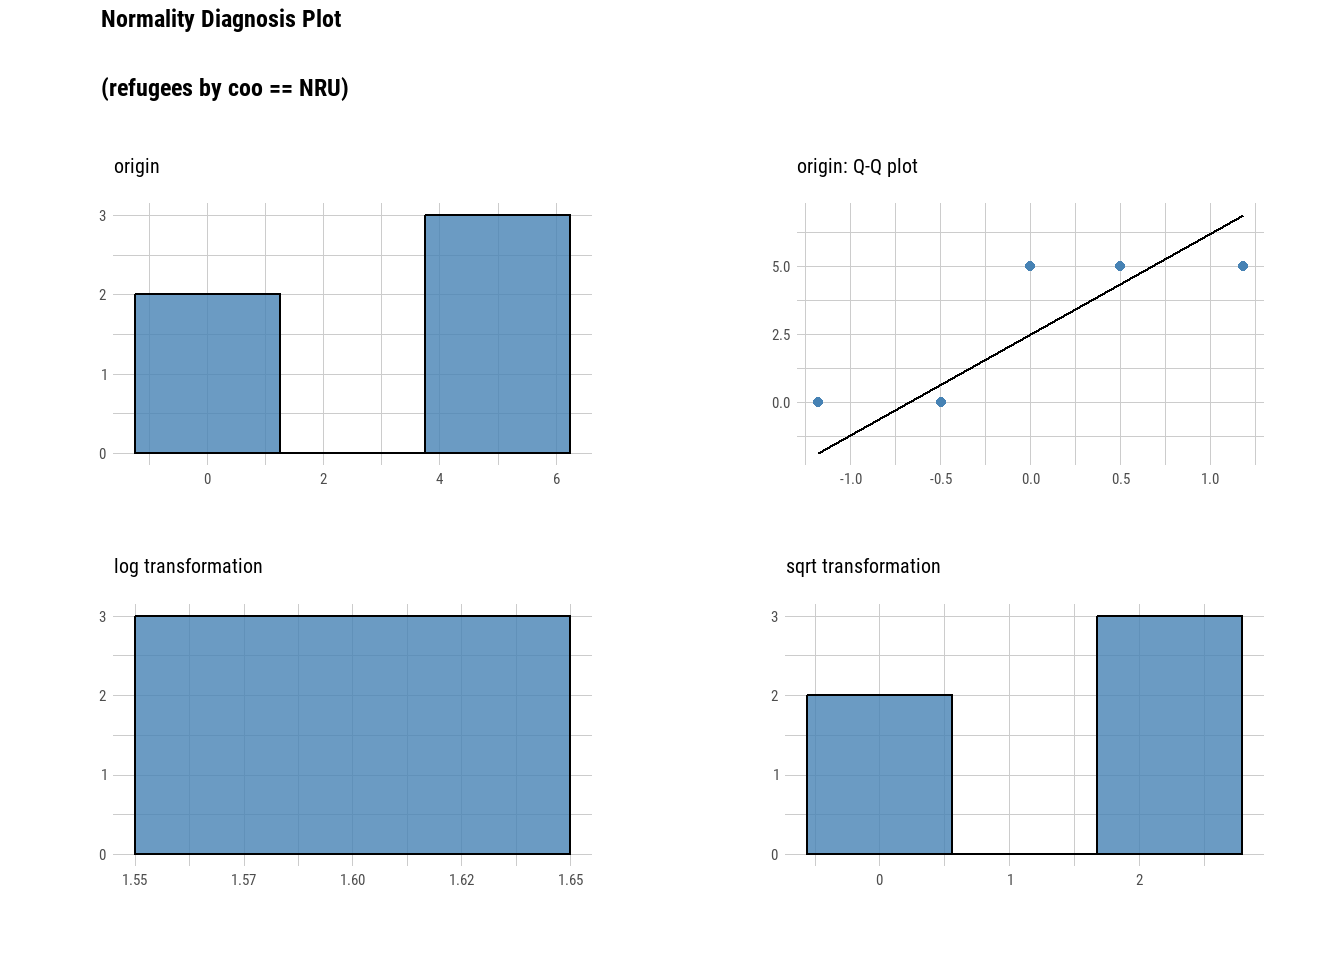 Normality Diagnosis Plot
(refugees by coo == NRU)
origin
3
2
1
0
0 2 4 6
origin: Q-Q plot
5.0
2.5
0.0
-1.0 -0.5 0.0 0.5 1.0
log transformation
3
2
1
0
1.55 1.57 1.60 1.62 1.65
sqrt transformation
3
2
1
0
0 1 2